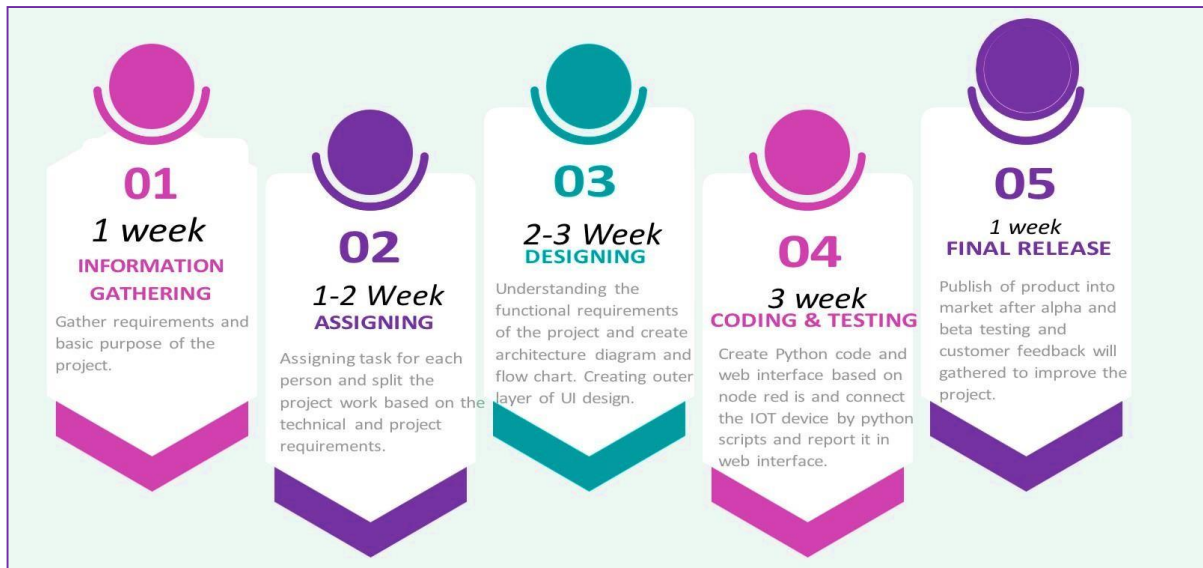 01
1 week
INFORMATION
GATHERING
Gather requirements and
basic purpose of the
project.
02
1-2 Week
ASSIGNING
Assigning task for each
person and split the
project work based on the
technical and project
requirements.
03
2-3 Week
DESIGNING
Understanding the
functional requirements
of the project and create
architecture diagram and
flow chart. Creating outer
layer of UI design.
04
3 week
CODING & TESTING
Create Python code and
web interface based on
node red is and connect
the IOT device by python
scripts and report it in
web interface.
05
1 week
FINAL RELEASE
Publish of product into
market after alpha and
beta testing and
customer feedback will
gathered to improve the
project.